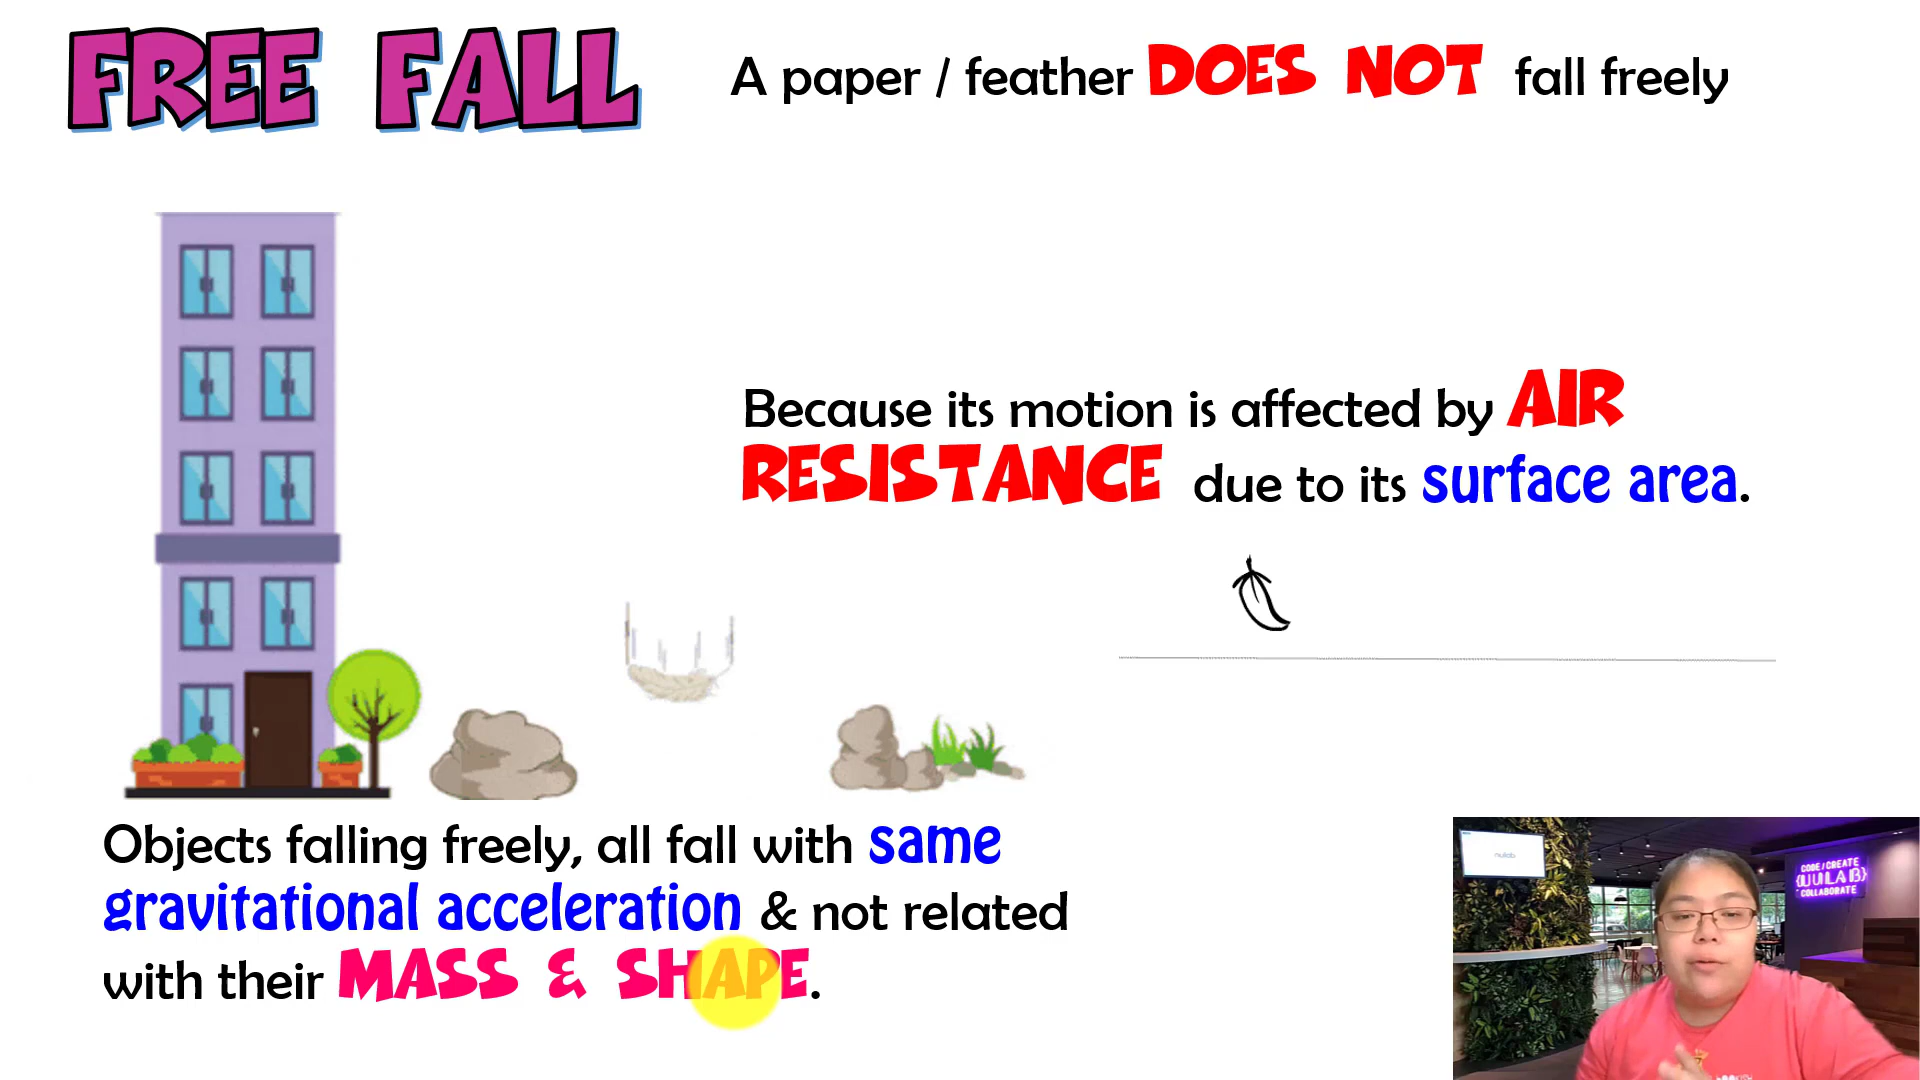 FREE FALL
A paper / feather DOES NOT fall freely
Because its motion is affected by AIR
RESISTANCE due to its surface area.
Objects falling freely, all fall with same
gravitational acceleration & not related
with their MASS & SHAPE.
nulab
CODE/CREATE
{NULAB}
COLLABORATE